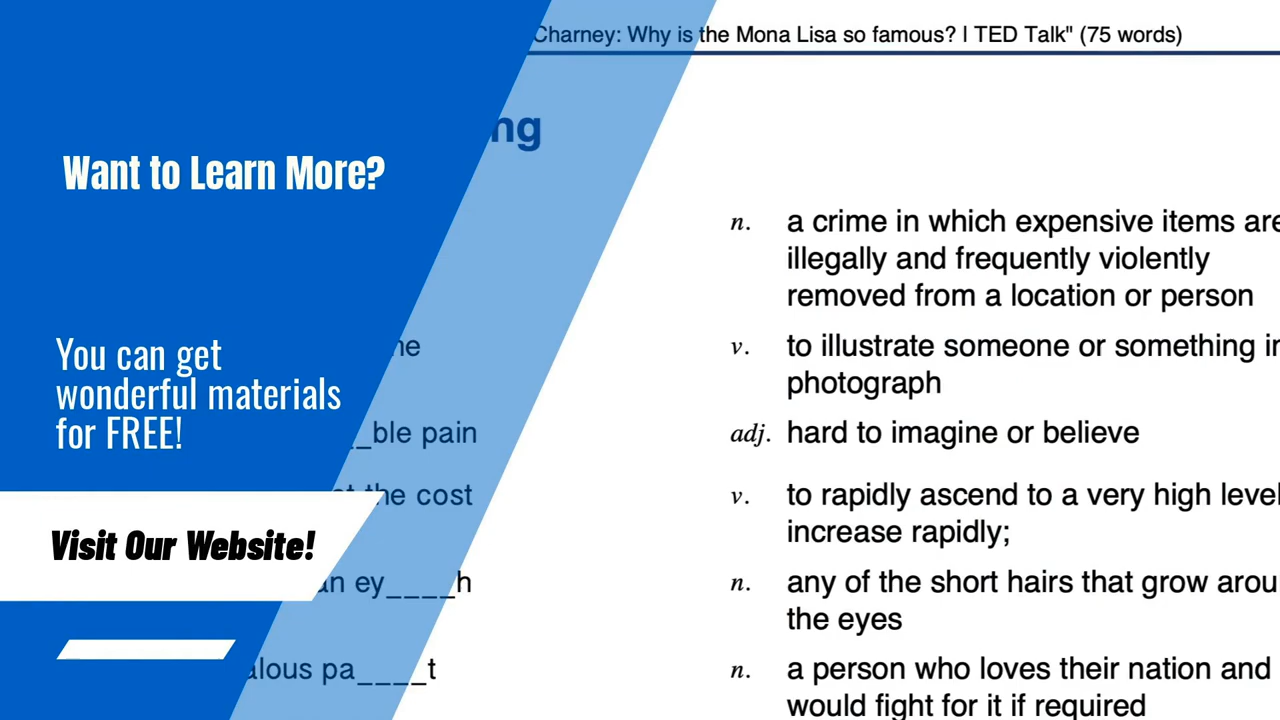 Charney: Why is the Mona Lisa so famous? | TED Talk" (75 words)
ng
Want to Learn More?
You can get
wonderful materials
for FREE!
Visit Our Website!
ne
_ble pain
the cost
an ey____h
alous pa____t
n. a crime in which expensive items are
illegally and frequently violently
removed from a location or person
v. to illustrate someone or something in
photograph
adj. hard to imagine or believe
v. to rapidly ascend to a very high level
increase rapidly;
n. any of the short hairs that grow arou
the eyes
n. a person who loves their nation and
would fight for it if required